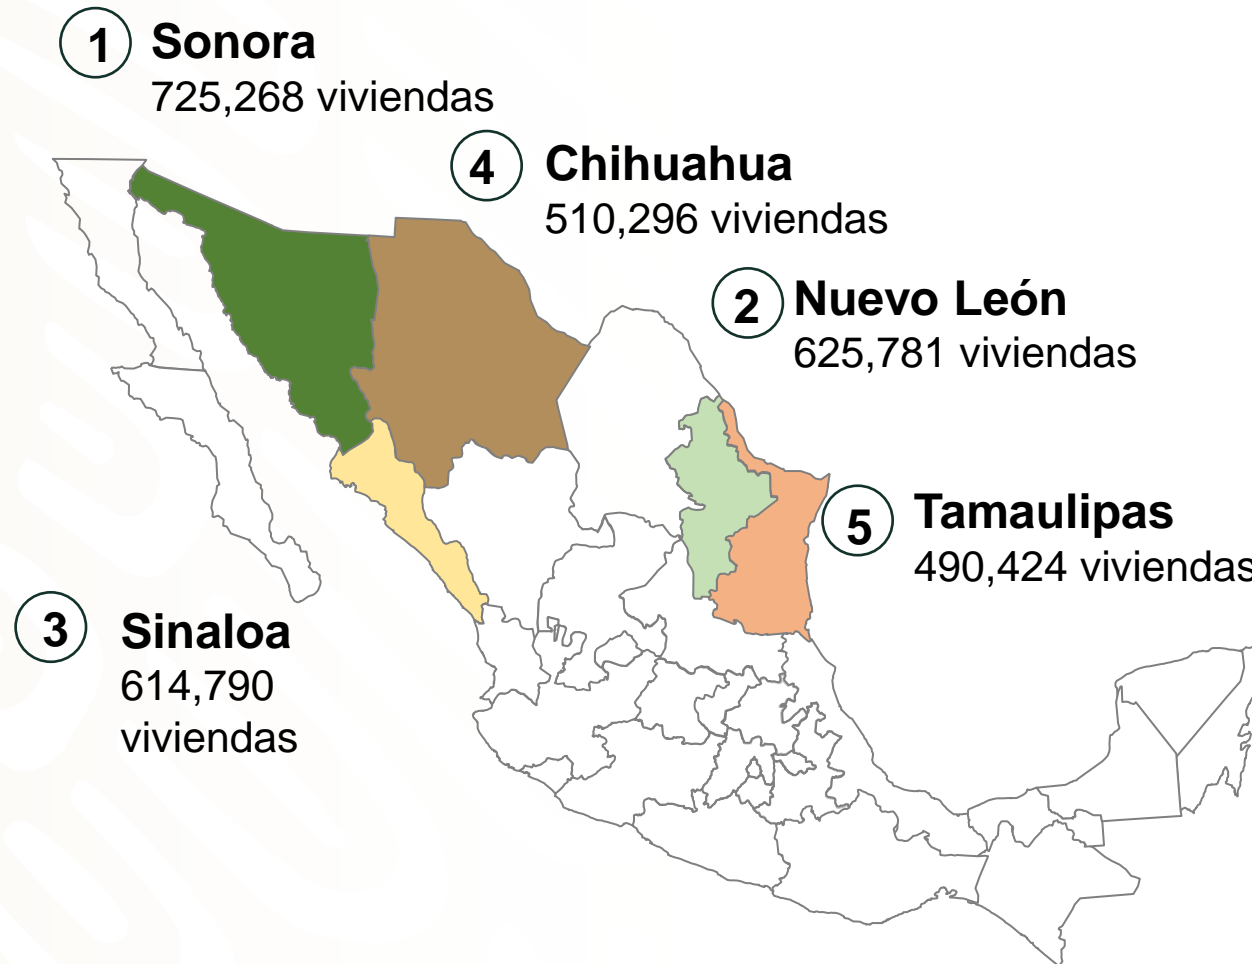 1 Sonora
725,268 viviendas
4 Chihuahua
510,296 viviendas
2 Nuevo León
625,781 viviendas
5 Tamaulipas
490,424 viviendas
3 Sinaloa
614,790
viviendas